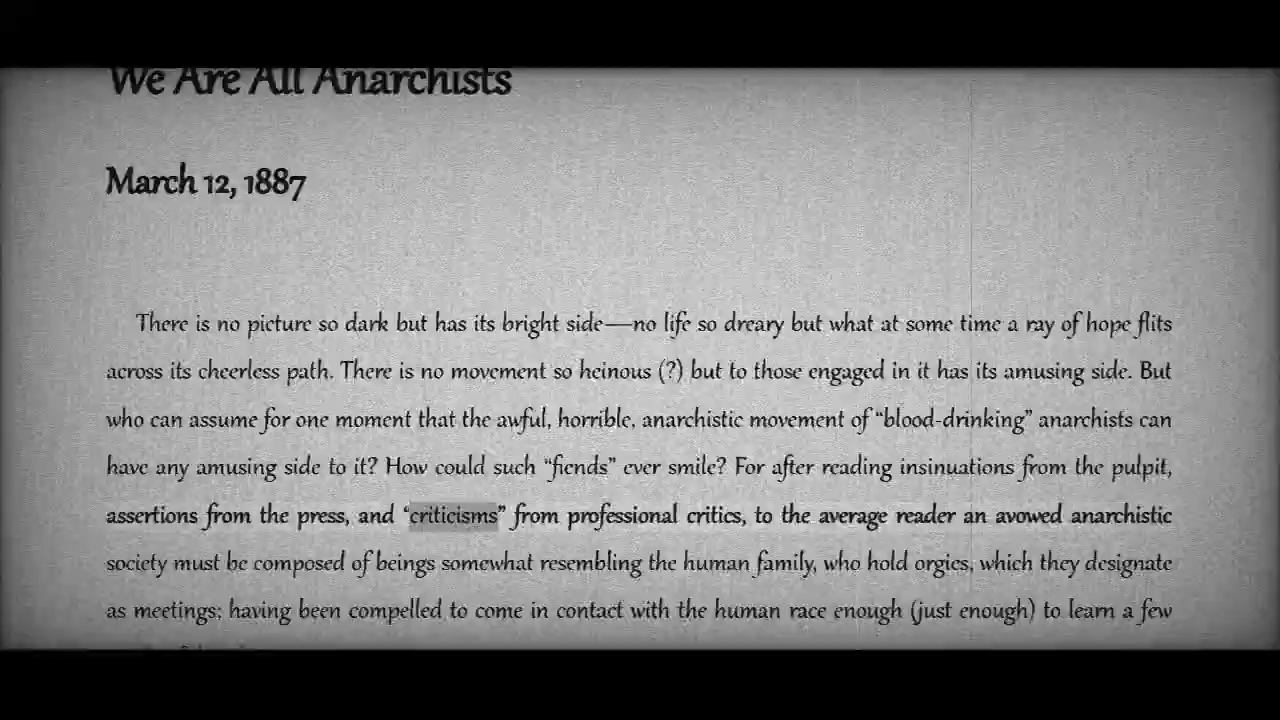 We Are All Anarchists
March 12, 1887
There is no picture so dark but has its bright side—no life so dreary but what at some time a ray of hope flits
across its cheerless path. There is no movement so heinous (?) but to those engaged in it has its amusing side. But
who can assume for one moment that the awful, horrible, anarchistic movement of “blood-drinking” anarchists can
have any amusing side to it? How could such “fiends” ever smile? For after reading insinuations from the pulpit,
assertions from the press, and “criticisms” from professional critics, to the average reader an avowed anarchistic
society must be composed of beings somewhat resembling the human family, who hold orgies, which they designate
as meetings; having been compelled to come in contact with the human race enough (just enough) to learn a few